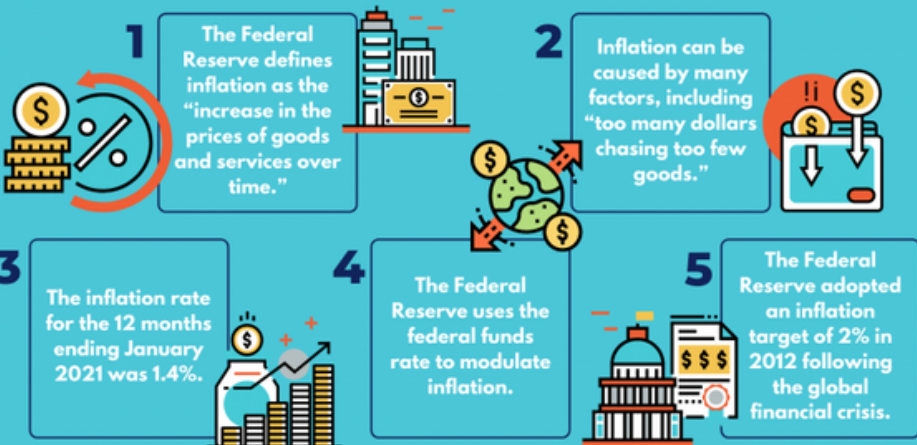 1
The Federal
Reserve defines
inflation as the
“increase in the
prices of goods
and services over
time.”
2
Inflation can be
caused by many
factors, including
“too many dollars
chasing too few
goods.”
3
The inflation rate
for the 12 months
ending January
2021 was 1.4%.
4
The Federal
Reserve uses the
federal funds
rate to modulate
inflation.
5
The Federal
Reserve adopted
an inflation
target of 2% in
2012 following
the global
financial crisis.